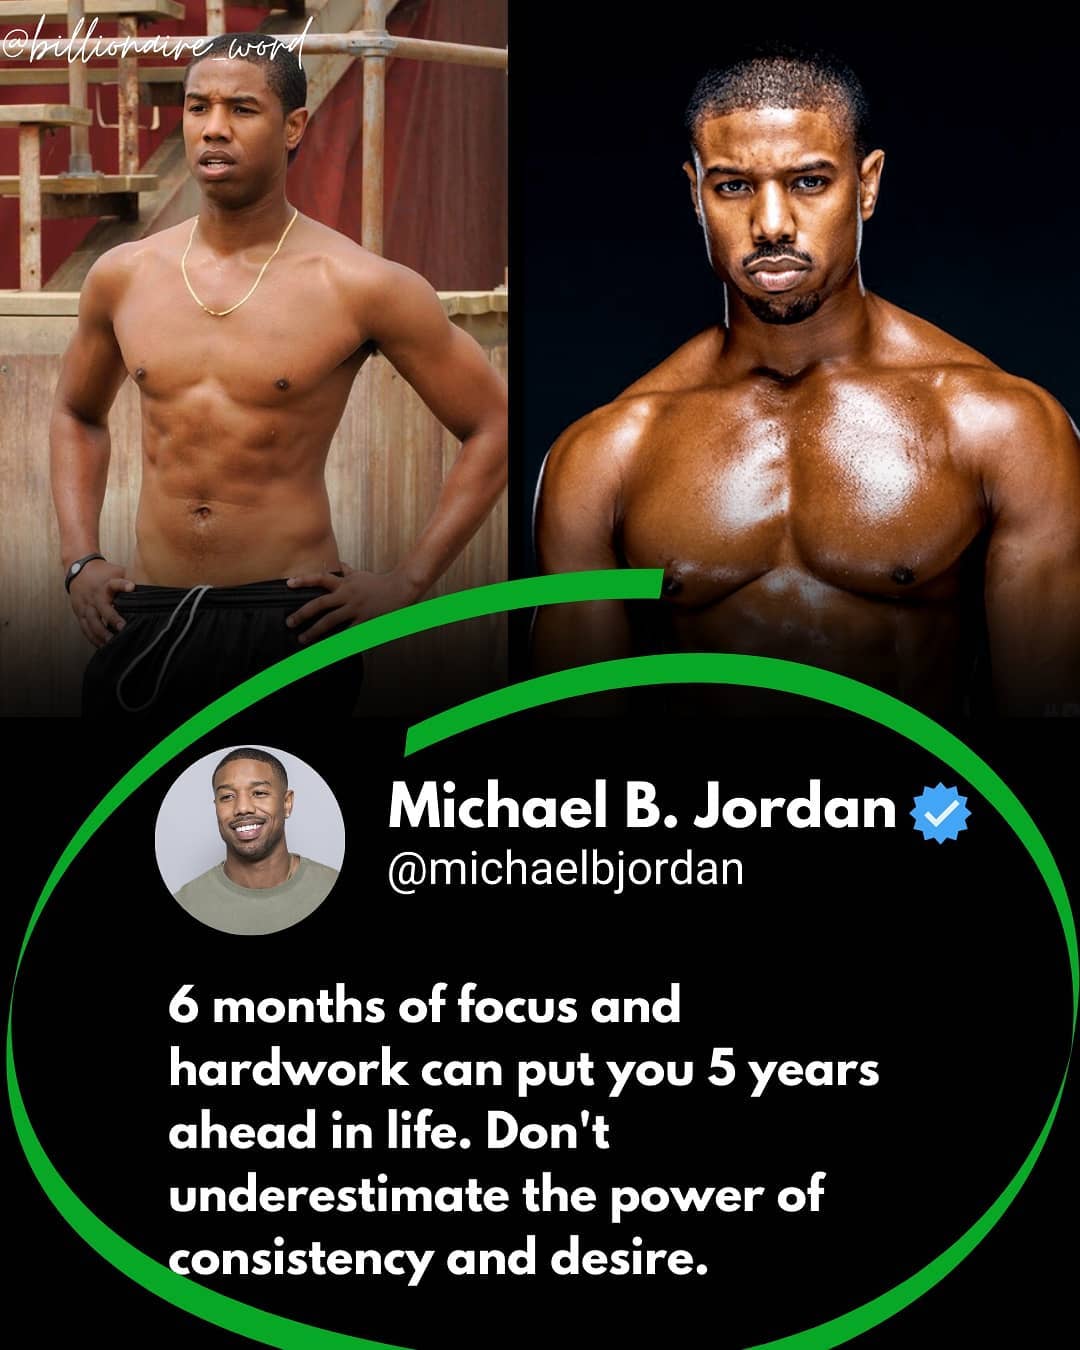 @billionaire_word
Michael B. Jordan
@michaelbjordan
6 months of focus and
hardwork can put you 5 years
ahead in life. Don't
underestimate the power of
consistency and desire.